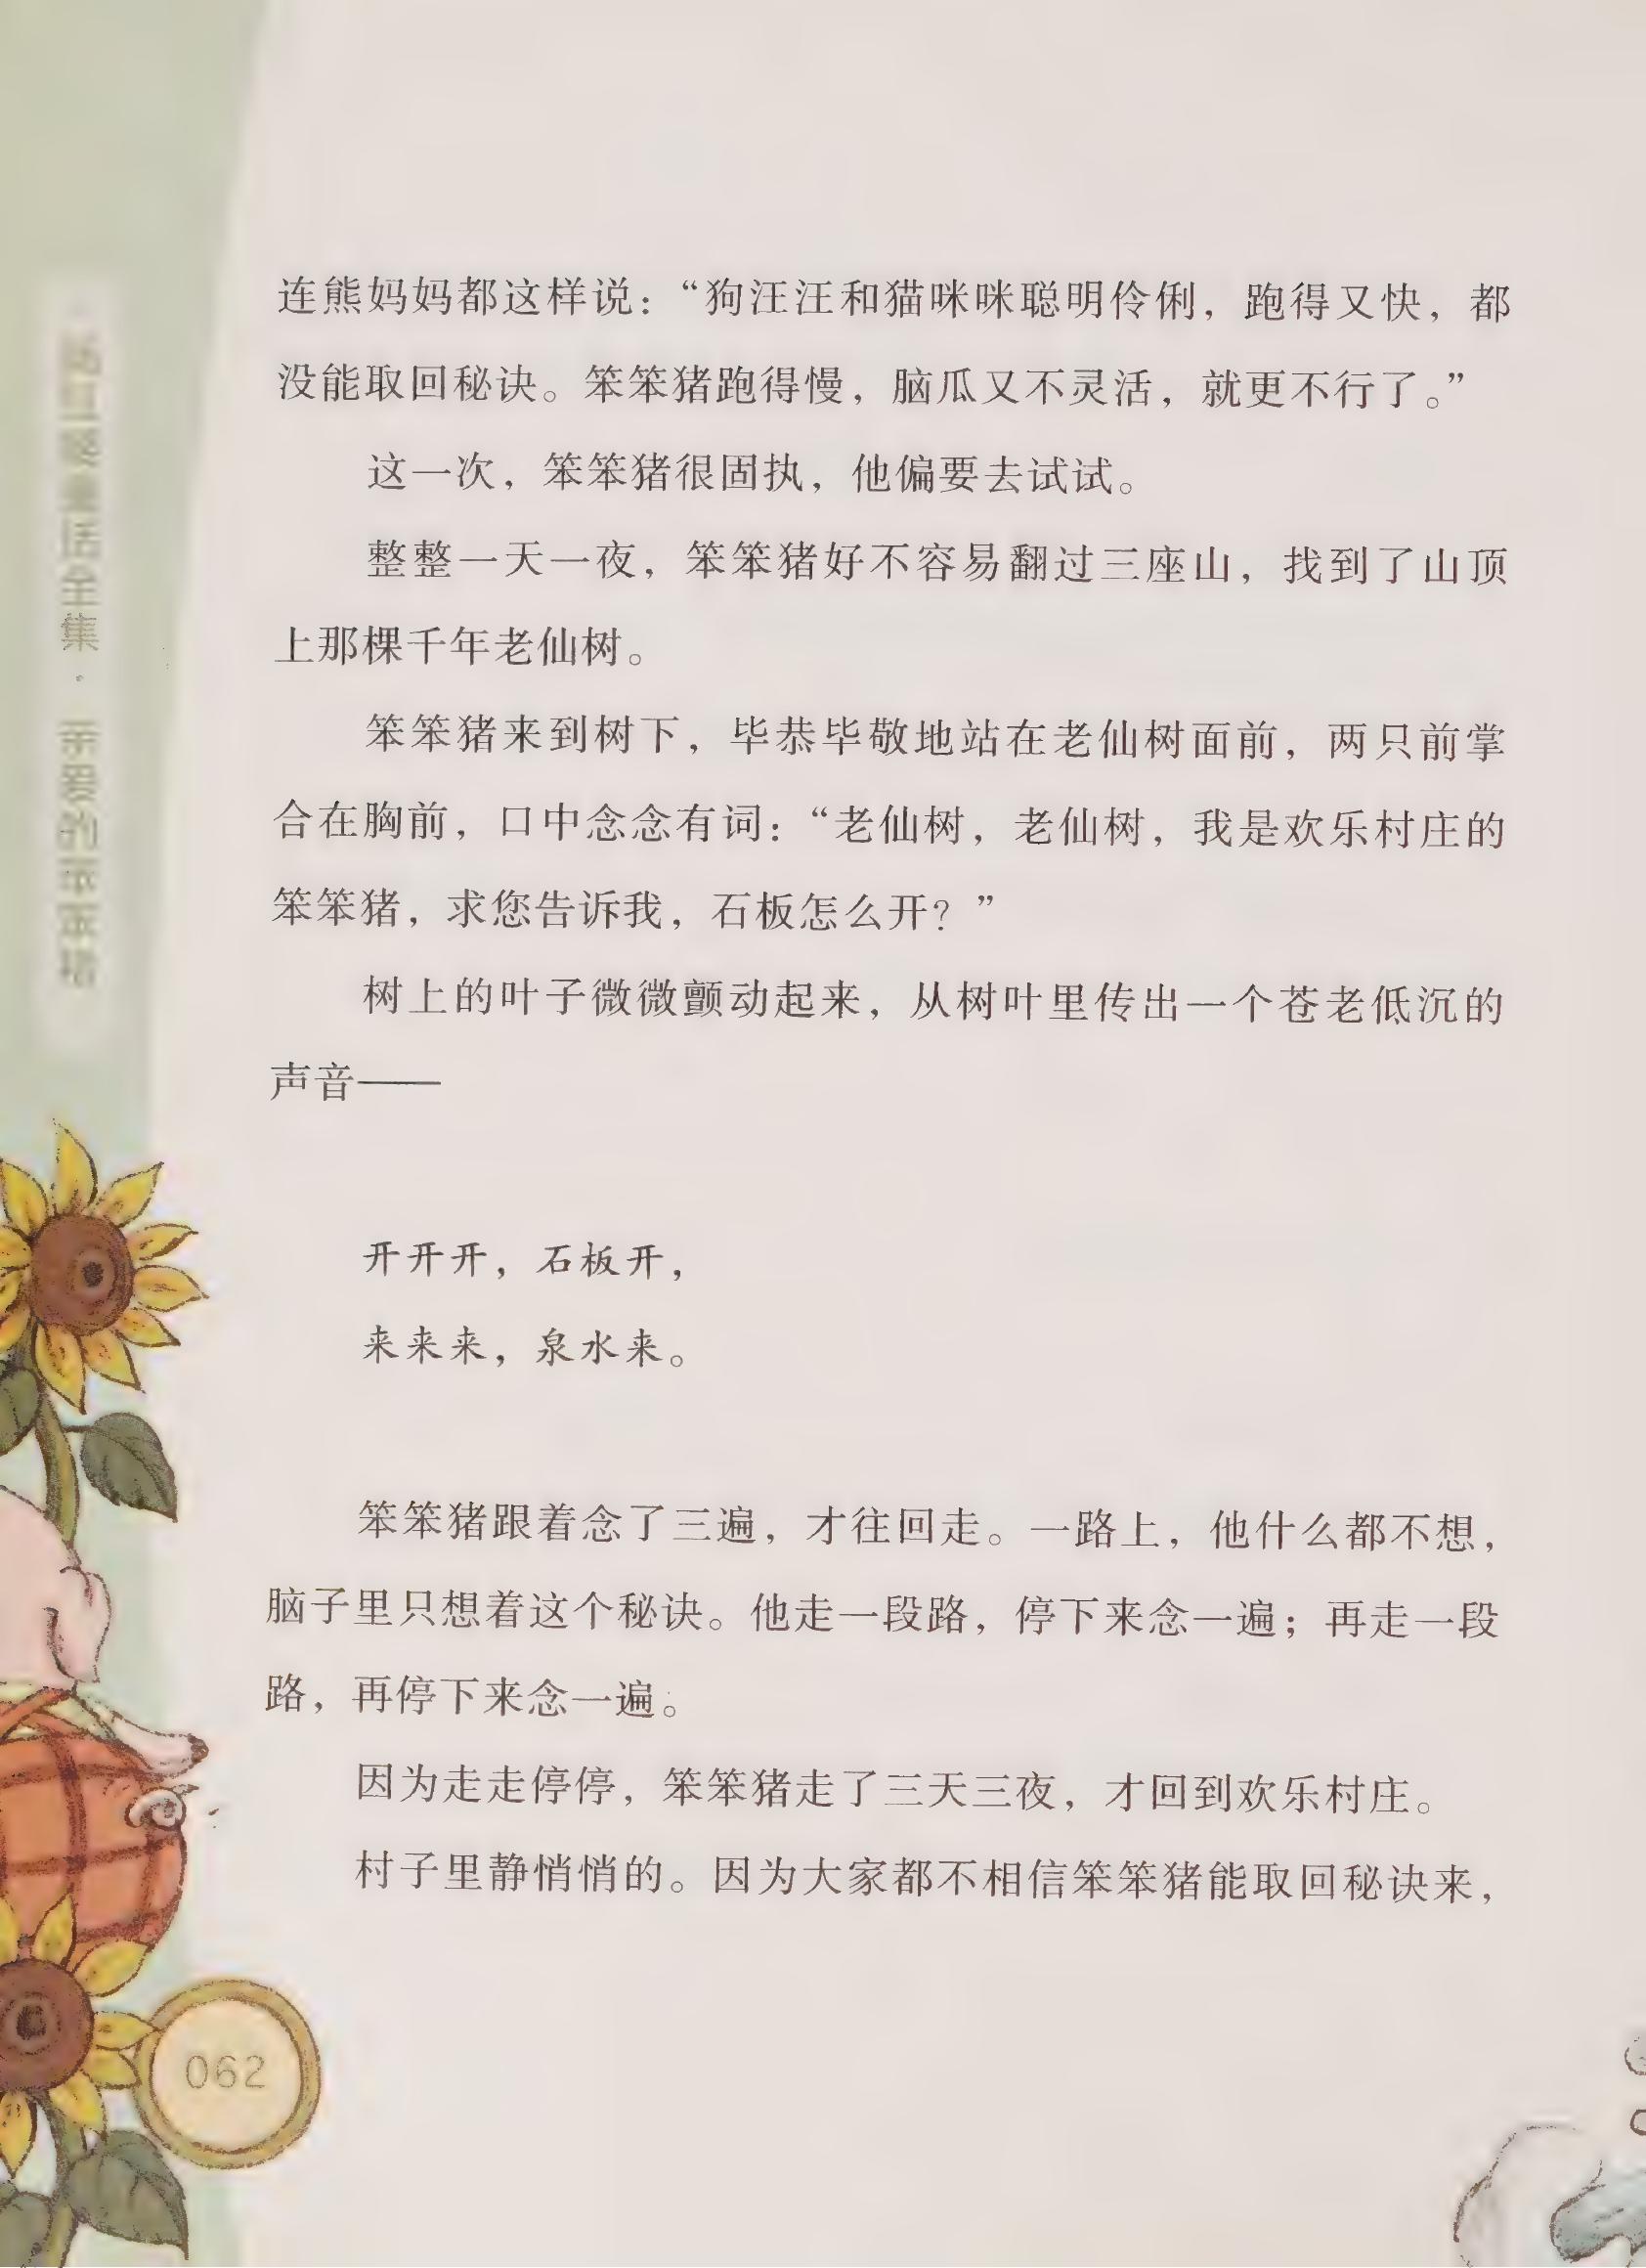 连熊妈妈都这样说：“狗汪汪和猫咪咪聪明伶俐，跑得又快，都
没能取回秘诀。笨笨猪跑得慢，脑瓜又不灵活，就更不行了。”
这一次，笨笨猪很固执，他偏要去试试。
整整一天一夜，笨笨猪好不容易翻过三座山，找到了山顶
上那棵千年老仙树。
笨笨猪来到树下，毕恭毕敬地站在老仙树面前，两只前掌
合在胸前，口中念念有词：“老仙树，老仙树，我是欢乐村庄的
笨笨猪，求您告诉我，石板怎么开？”
树上的叶子微微颤动起来，从树叶里传出一个苍老低沉的
声音——
开开开，石板开，
来来来，泉水来。
笨笨猪跟着念了三遍，才往回走。一路上，他什么都不想，
脑子里只想着这个秘诀。他走一段路，停下来念一遍；再走一段
路，再停下来念一遍。
因为走走停停，笨笨猪走了三天三夜，才回到欢乐村庄。
村子里静悄悄的。因为大家都不相信笨笨猪能取回秘诀来，
童话全集·亲爱的笨笨猪
062